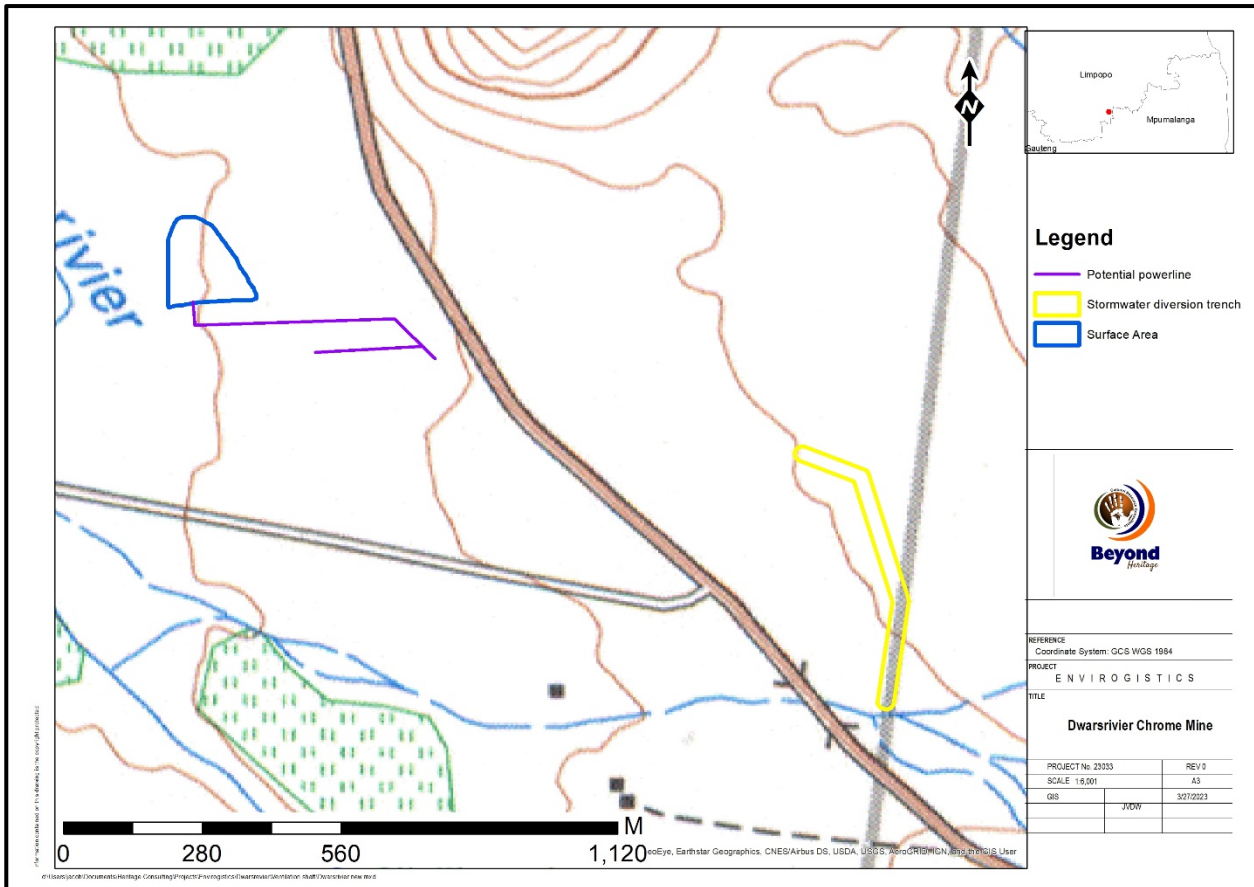 rivier
N
Limpopo
Mpumalanga
Gauteng
Legend
Potential powerline
Stormwater diversion trench
Surface Area
Beyond
Heritage
REFERENCE
Coordinate System: GCS WGS 1984
PROJECT
ENVIROGISTICS
TITLE
Dwarsrivier Chrome Mine
PROJECT No. 23033
REV 0
SCALE 1:6,001
A3
GIS
JVDW
3/27/2023
M
0 280 560 1,120
eoEye, Earthstar Geographics, CNES/Airbus DS, USDA, USGS, AeroGRID, IGN, and the GIS User